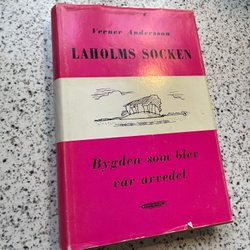 Verner Andersson
LAHOLMS SOCKEN
Bygden som blev
vår arvedel